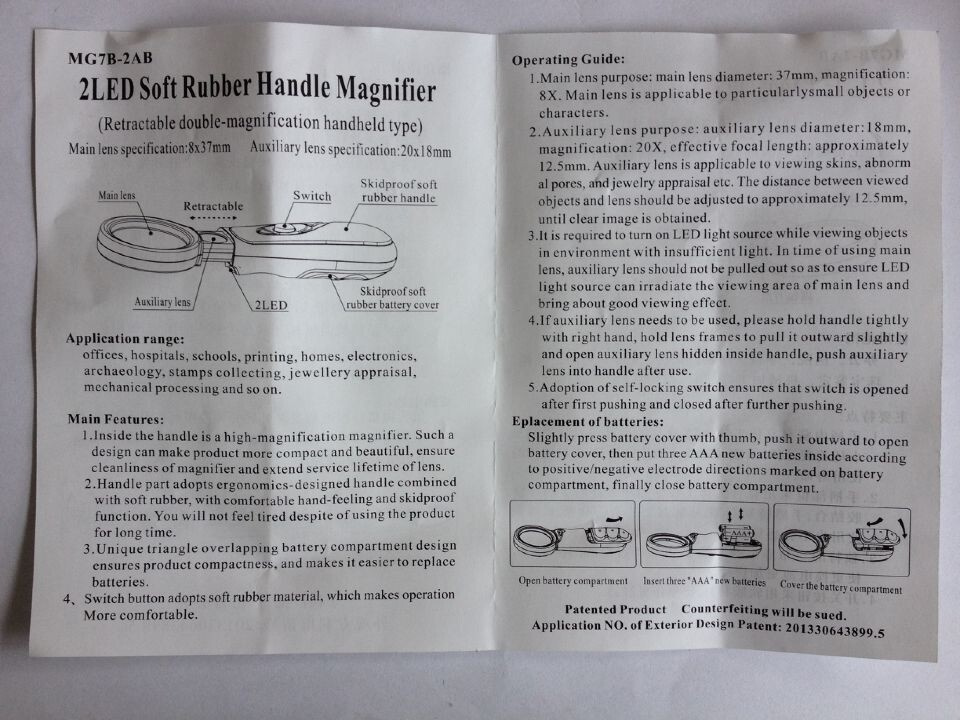 MG7B-2AB
2LED Soft Rubber Handle Magnifier
(Retractable double-magnification handheld type)
Main lens specification:8x37mm Auxiliary lens specification:20x18mm
Main lens
Retractable
Switch
Skidproof soft
rubber handle
Auxiliary lens
2LED
Skidproof soft
rubber battery cover
Application range:
offices, hospitals, schools, printing, homes, electronics,
archaeology, stamps collecting, jewellery appraisal,
mechanical processing and so on.
Main Features:
1.Inside the handle is a high-magnification magnifier. Such a
design can make product more compact and beautiful, ensure
cleanliness of magnifier and extend service lifetime of lens.
2.Handle part adopts ergonomics-designed handle combined
with soft rubber, with comfortable hand-feeling and skidproof
function. You will not feel tired despite of using the product
for long time.
3.Unique triangle overlapping battery compartment design
ensures product compactness, and makes it easier to replace
batteries.
4、Switch button adopts soft rubber material, which makes operation
More comfortable.
Operating Guide:
1.Main lens purpose: main lens diameter: 37mm, magnification:
8X. Main lens is applicable to particularlysmall objects or
characters.
2.Auxiliary lens purpose: auxiliary lens diameter:18mm,
magnification: 20X, effective focal length: approximately
12.5mm. Auxiliary lens is applicable to viewing skins, abnorm
al pores, and jewelry appraisal etc. The distance between viewed
objects and lens should be adjusted to approximately 12.5mm,
until clear image is obtained.
3.It is required to turn on LED light source while viewing objects
in environment with insufficient light. In time of using main
lens, auxiliary lens should not be pulled out so as to ensure LED
light source can irradiate the viewing area of main lens and
bring about good viewing effect.
4.If auxiliary lens needs to be used, please hold handle tightly
with right hand, hold lens frames to pull it outward slightly
and open auxiliary lens hidden inside handle, push auxiliary
lens into handle after use.
5.Adoption of self-locking switch ensures that switch is opened
after first pushing and closed after further pushing.
Eplacement of batteries:
Slightly press battery cover with thumb, push it outward to open
battery cover, then put three AAA new batteries inside according
to positive/negative electrode directions marked on battery
compartment, finally close battery compartment.
AAA+
Open battery compartment Insert three "AAA" new batteries Cover the battery compartment
Patented Product Counterfeiting will be sued.
Application NO. of Exterior Design Patent: 201330643899.5